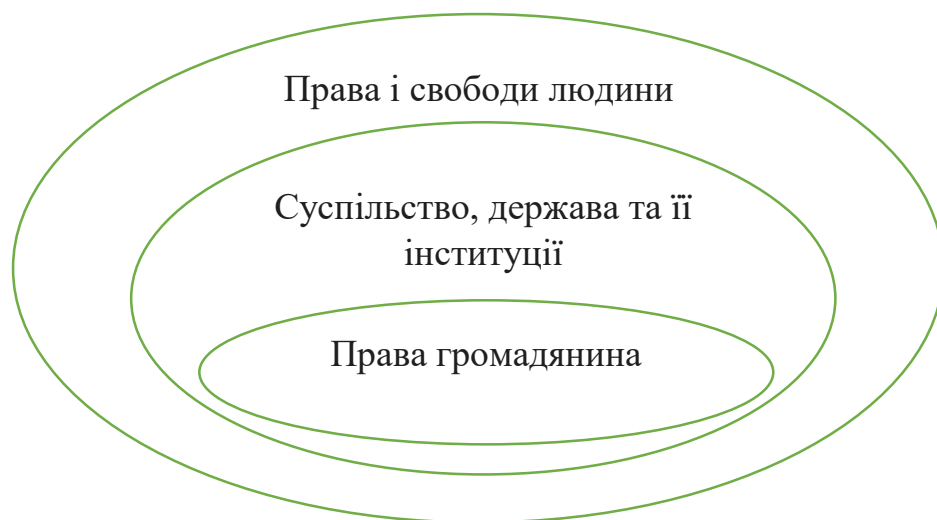 Права і свободи людини
Суспільство, держава та її
інституції
Права громадянина